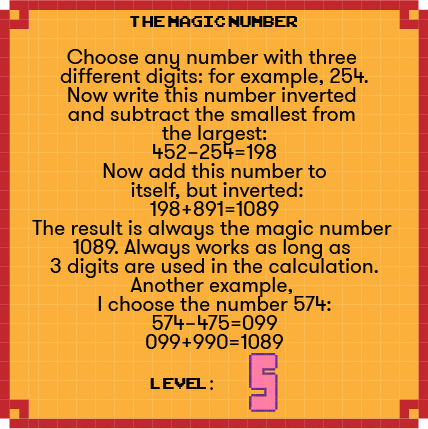 THE MAGIC NUMBER
Choose any number with three
different digits: for example, 254.
Now write this number inverted
and subtract the smallest from
the largest:
452–254=198
Now add this number to
itself, but inverted:
198+891=1089
The result is always the magic number
1089. Always works as long as
3 digits are used in the calculation.
Another example,
I choose the number 574:
574–475=099
099+990=1089
LEVEL: 5